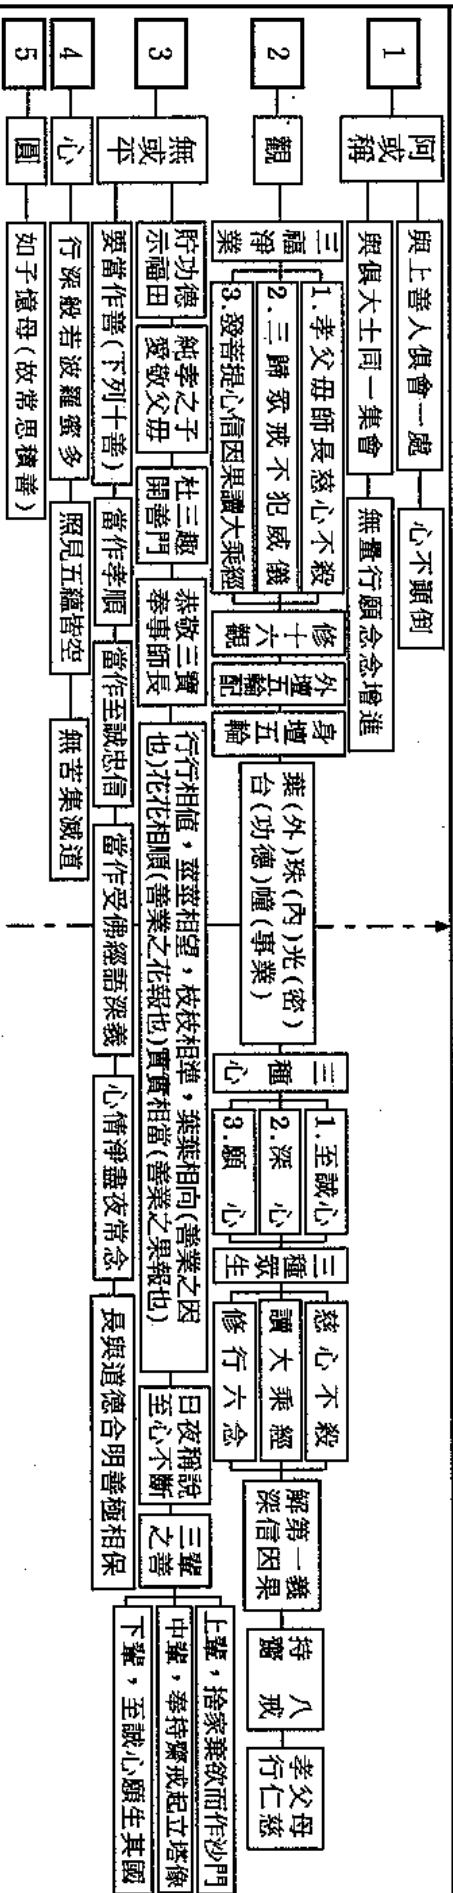 1
阿或稱
與上善人俱會一處
心不顛倒
與俱大士同一集會
無量行願念念增進
2
觀
三福淨業
1.孝父毋師長慈心不殺
2.三歸眾戒不犯威儀
3.發菩提心信因果讀大乘經
修十六觀
外壇五輪配
身壇五輪
葉(外)珠(內)光(密)
台(功德)幢(事業)
三種心
1.至誠心
2.深心
3.願心
三種眾生
慈心不殺
讀大乘經
修行六念
解第一義
深信因果
持八齋戒
孝父母
行仁慈
3
無或平
貯功德
示福田
純孝之子
愛敬父毋
杜三趣
開善門
恭敬三寶
奉事師長
行行相值，莖莖相望，枝枝相準，葉葉相向(善業之因
也)花花相順(善業之花報也)實實相當(善業之果報也)
日夜稱說
至心不斷
三輩
之善
上輩，捨家棄欲而作沙門
中輩，奉持齋戒起立塔像
下輩，至誠心願生其國
要當作善(下列十善)
當作孝順
當作至誠忠信
當作受佛經語深義
心情淨盡夜常念
長與道德合明善極相保
4
心
行深般若波羅蜜多
照見五蘊皆空
無苦集滅道
5
圓
如子憶母(故常思積善)